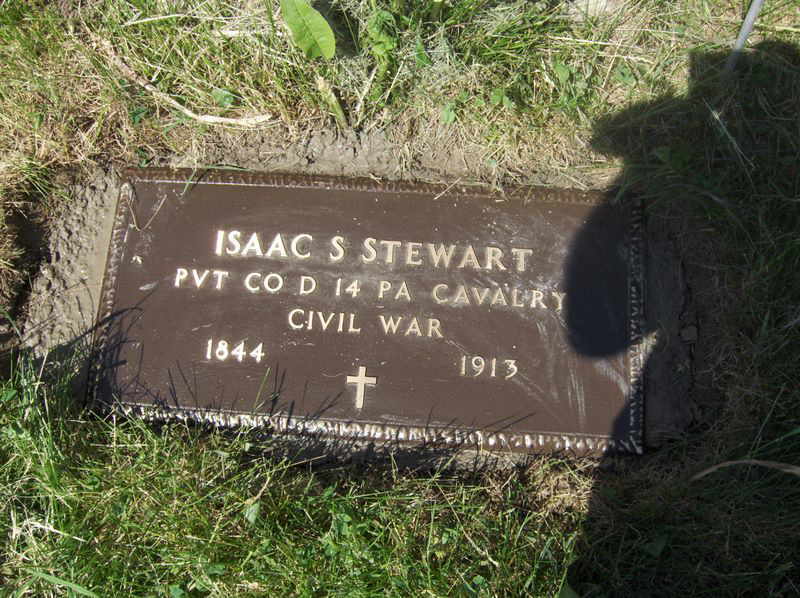 ISAAC S STEWART
PVT CO D 14 PA CAVALRY
CIVIL WAR
1844 1913